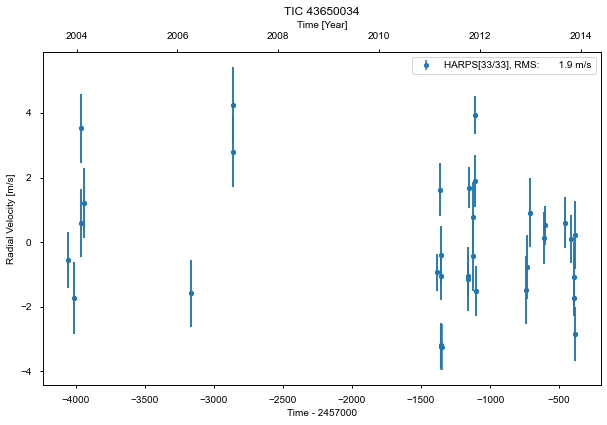 TIC 43650034
Time [Year]
2004 2006 2008 2010 2012 2014
HARPS[33/33], RMS: 1.9 m/s
Radial Velocity [m/s]
4
2
0
−2
−4
−4000 −3500 −3000 −2500 −2000 −1500 −1000 −500
Time - 2457000